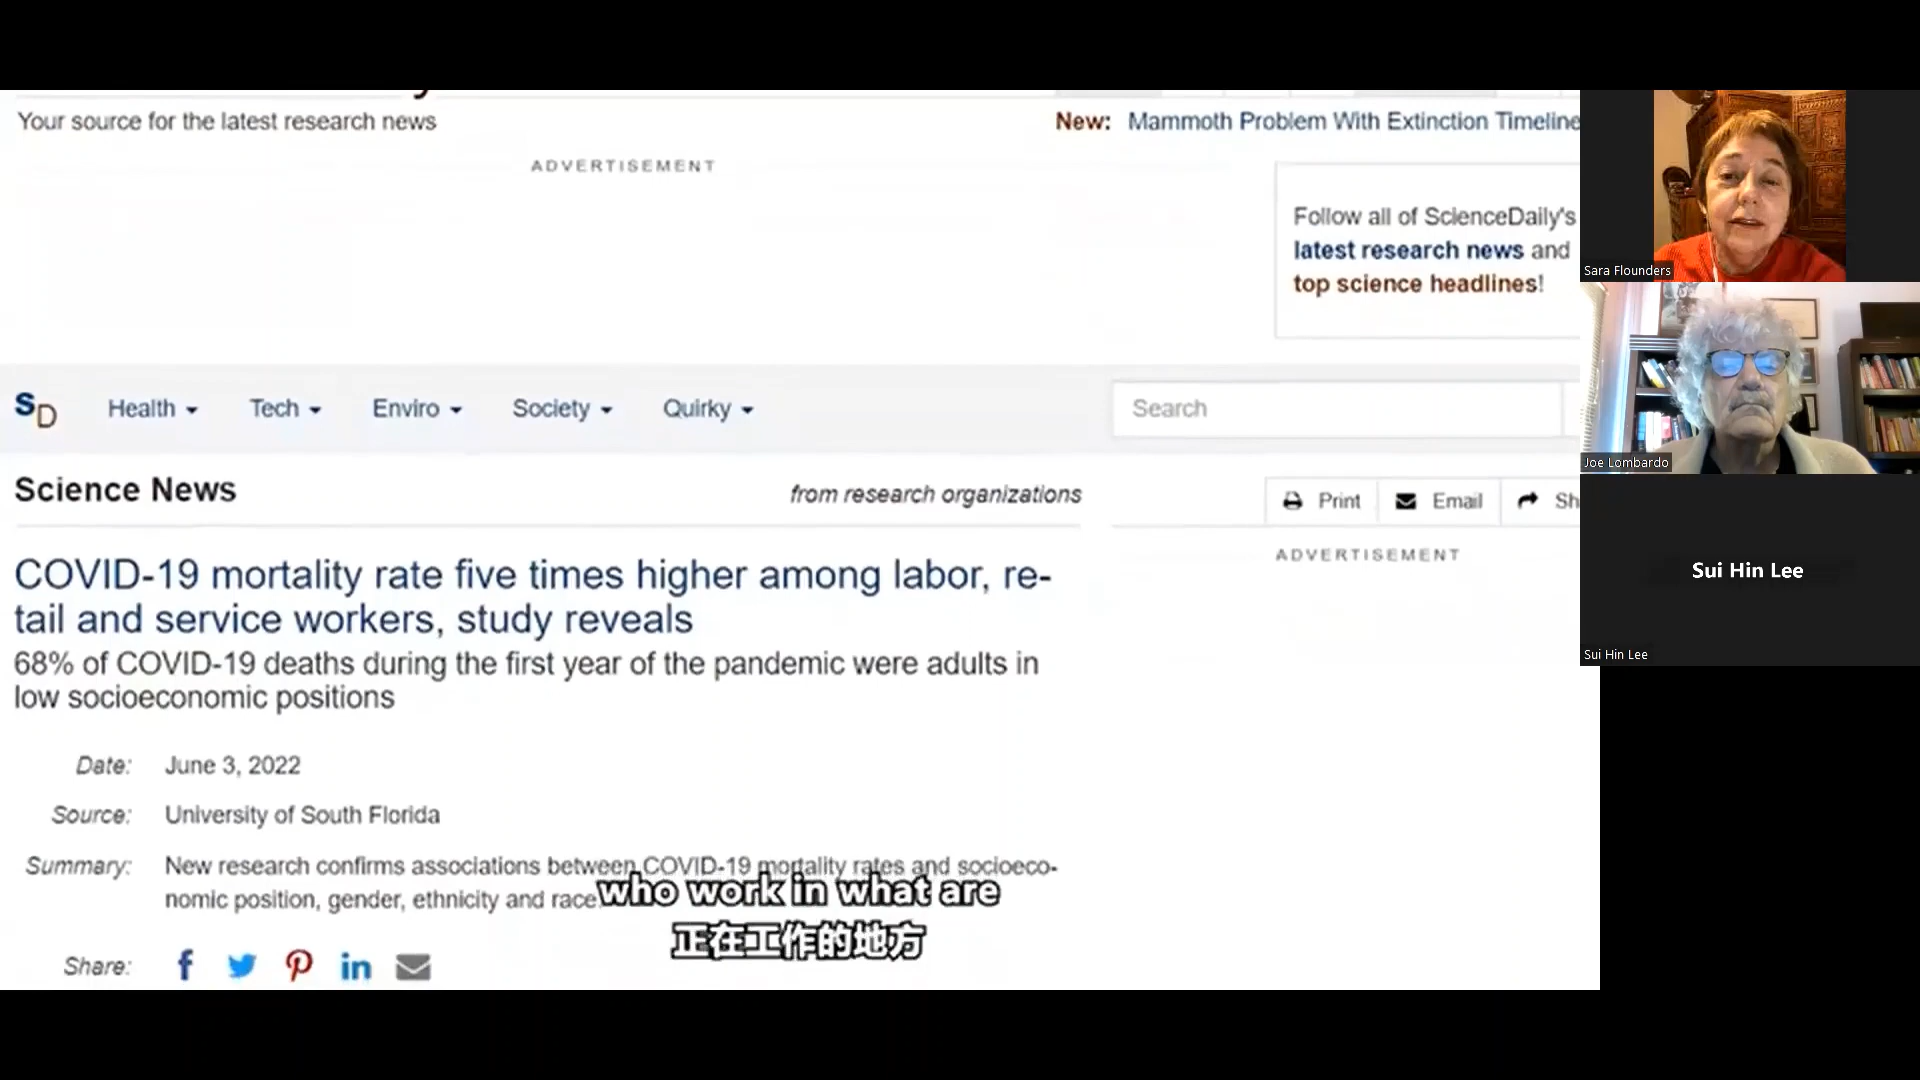 Your source for the latest research news
New: Mammoth Problem With Extinction Timeline
ADVERTISEMENT
Follow all of ScienceDaily's
latest research news and
top science headlines!
Sara Flounders
SD Health Tech Enviro Society Quirky Search
Joe Lombardo
Science News from research organizations
Print Email Sh
ADVERTISEMENT
COVID-19 mortality rate five times higher among labor, re-
tail and service workers, study reveals
68% of COVID-19 deaths during the first year of the pandemic were adults in
low socioeconomic positions
Sui Hin Lee
Sui Hin Lee
Date: June 3, 2022
Source: University of South Florida
Summary: New research confirms associations between COVID-19 mortality rates and socioeco-
nomic position, gender, ethnicity and race
who work in what are
正在工作的地方
Share: